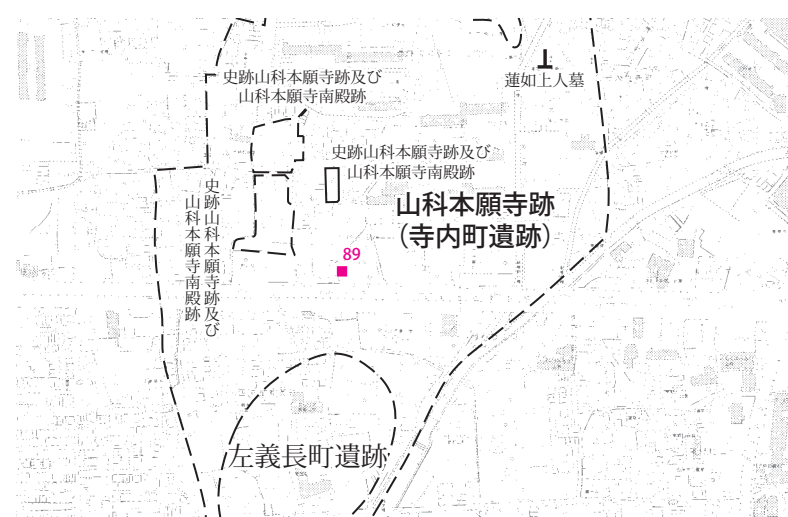 史跡山科本願寺跡及び
山科本願寺南殿跡
蓮如上人墓
史跡山科本願寺跡及び
山科本願寺南殿跡
史跡山科本願寺跡及び
山科本願寺南殿跡
山科本願寺跡
(寺内町遺跡)
89
左義長町遺跡